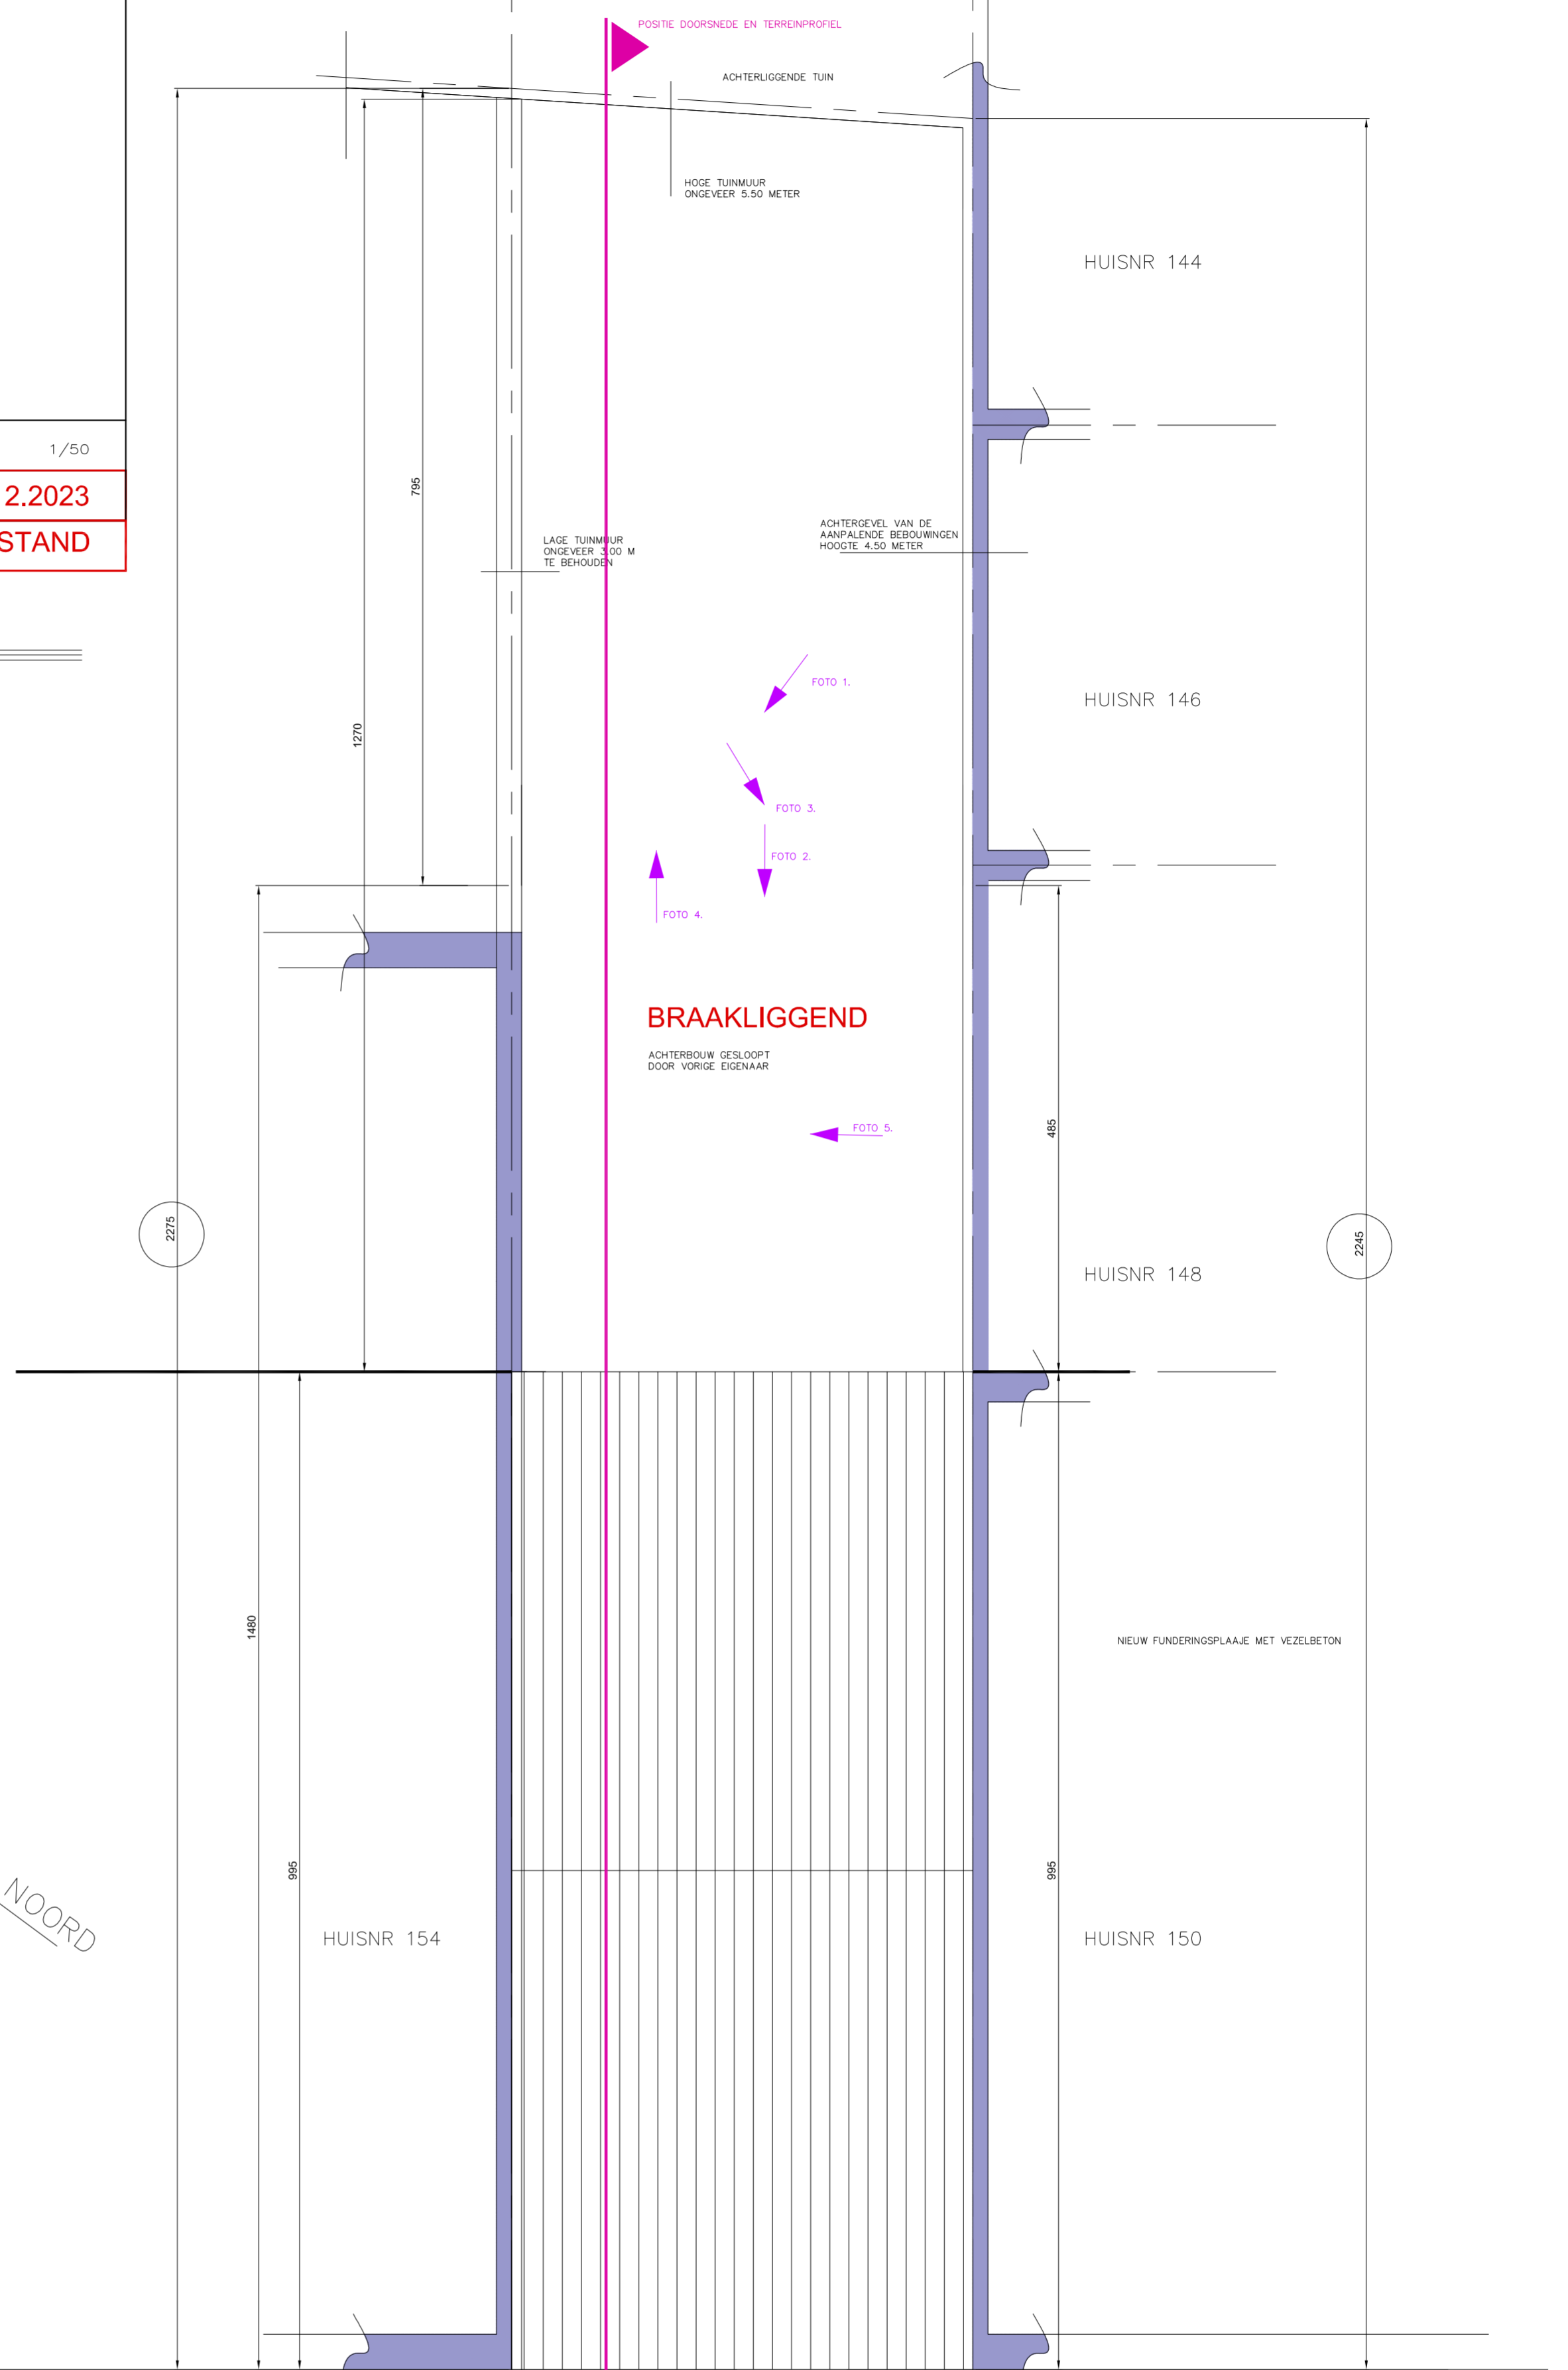 POSITIE DOORSNEDE EN TERREINPROFIEL
ACHTERLIGGENDE TUIN
HOGE TUINMUUR
ONGEVEER 5.50 METER
HUISNR 144
1/50
2.2023
STAND
795
LAGE TUINMUUR
ONGEVEER 3.00 M
TE BEHOUDEN
ACHTERGEVEL VAN DE
AANPALENDE BEBOUWINGEN
HOOGTE 4.50 METER
FOTO 1.
HUISNR 146
1270
FOTO 3.
FOTO 2.
FOTO 4.
BRAAKLIGGEND
ACHTERBOUW GESLOOPT
DOOR VORIGE EIGENAAR
FOTO 5.
485
2275
2245
HUISNR 148
1480
NIEUW FUNDERINGSPLAAJE MET VEZELBETON
995
995
NOORD
HUISNR 154
HUISNR 150